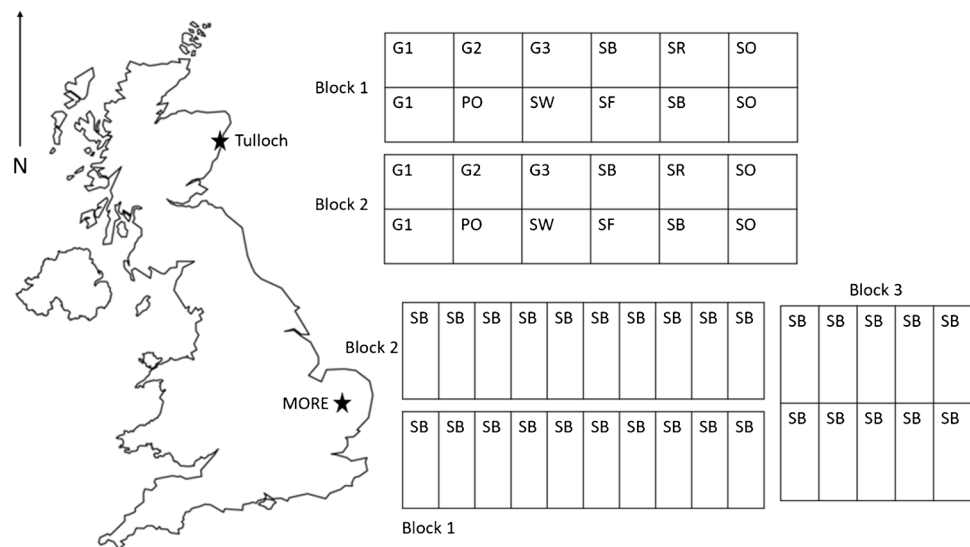 N
Tulloch
MORE
Block 1
G1 G2 G3 SB SR SO
G1 PO SW SF SB SO
Block 2
G1 G2 G3 SB SR SO
G1 PO SW SF SB SO
Block 2
SB SB SB SB SB SB SB SB SB SB
SB SB SB SB SB SB SB SB SB SB
Block 1
Block 3
SB SB SB SB SB
SB SB SB SB SB